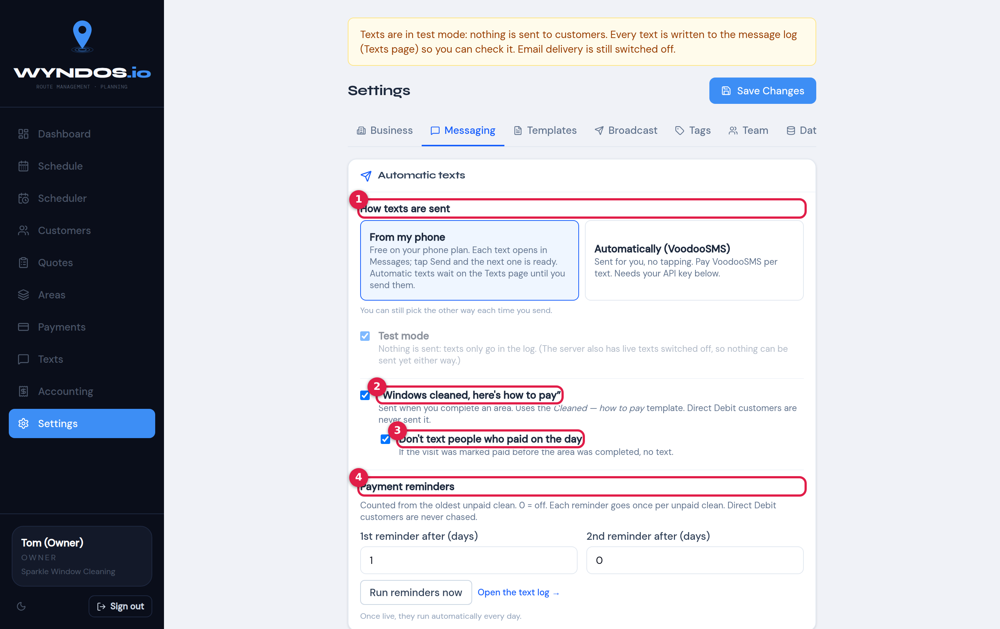 WYNDOS.io
ROUTE MANAGEMENT · PLANNING
Dashboard
Schedule
Scheduler
Customers
Quotes
Areas
Payments
Texts
Accounting
Settings
Tom (Owner)
OWNER
Sparkle Window Cleaning
Sign out
Texts are in test mode: nothing is sent to customers. Every text is written to the message log
(Texts page) so you can check it. Email delivery is still switched off.
Settings
Save Changes
Business
Messaging
Templates
Broadcast
Tags
Team
Dat
Automatic texts
1
How texts are sent
From my phone
Free on your phone plan. Each text opens in
Messages; tap Send and the next one is ready.
Automatic texts wait on the Texts page until you
send them.
Automatically (VoodooSMS)
Sent for you, no tapping. Pay VoodooSMS per
text. Needs your API key below.
You can still pick the other way each time you send.
Test mode
Nothing is sent: texts only go in the log. (The server also has live texts switched off, so nothing can be
sent yet either way.)
2
Windows cleaned, here's how to pay”
Sent when you complete an area. Uses the Cleaned — how to pay template. Direct Debit customers are
never sent it.
3
Don't text people who paid on the day
If the visit was marked paid before the area was completed, no text.
4
Payment reminders
Counted from the oldest unpaid clean. 0 = off. Each reminder goes once per unpaid clean. Direct Debit
customers are never chased.
1st reminder after (days)
2nd reminder after (days)
1
0
Run reminders now
Open the text log →
Once live, they run automatically every day.